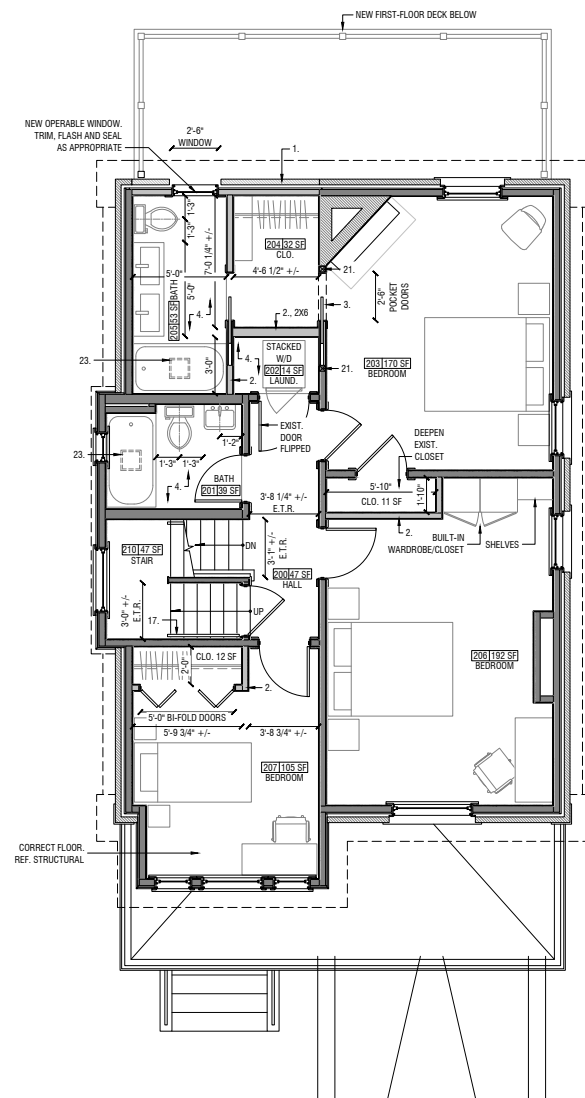 NEW FIRST-FLOOR DECK BELOW
NEW OPERABLE WINDOW.
TRIM, FLASH AND SEAL
AS APPROPRIATE
2'-6"
WINDOW
1.
1'-3"
1'-3"
7'-0 1/4" +/-
204 32 SF
CLO.
5'-0"
4'-6 1/2" +/-
21.
5'-0"
205 53 SF
BATH
4.
3.
2'-6"
POCKET
DOORS
2., 2X6
23.
3'-0"
4.
STACKED
W/D
202 14 SF
LAUND.
2.
21.
203 170 SF
BEDROOM
EXIST.
DOOR
FLIPPED
DEEPEN
EXIST.
CLOSET
23.
1'-2"
1'-3"
1'-3"
4.
BATH
201 39 SF
5'-10"
CLO. 11 SF
1'-10"
3'-8 1/4" +/-
E.T.R.
2.
BUILT-IN
WARDROBE/CLOSET
SHELVES
210 47 SF
STAIR
DN
3'-1" +/-
E.T.R.
200 47 SF
HALL
3'-0" +/-
E.T.R.
17.
UP
2'-0"
CLO. 12 SF
2.
206 192 SF
BEDROOM
5'-0" BI-FOLD DOORS
5'-9 3/4" +/-
3'-8 3/4" +/-
207 105 SF
BEDROOM
CORRECT FLOOR.
REF. STRUCTURAL